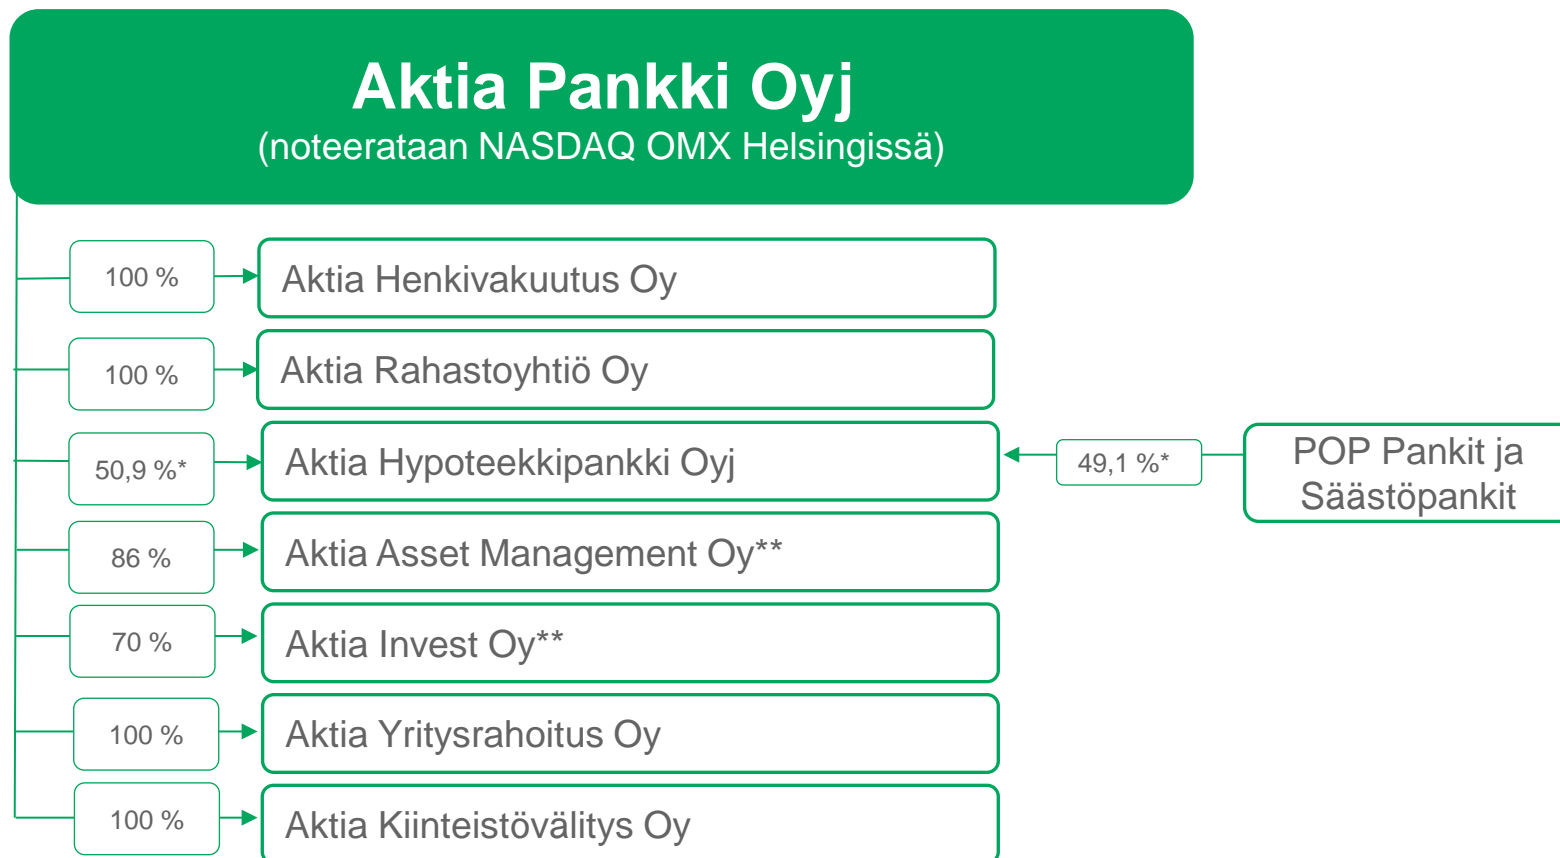 Aktia Pankki Oyj
(noteerataan NASDAQ OMX Helsingissä)
100 %
Aktia Henkivakuutus Oy
100 %
Aktia Rahastoyhtiö Oy
50,9 %*
Aktia Hypoteekkipankki Oyj
49,1 %*
POP Pankit ja
Säästöpankit
86 %
Aktia Asset Management Oy**
70 %
Aktia Invest Oy**
100 %
Aktia Yritysrahoitus Oy
100 %
Aktia Kiinteistövälitys Oy